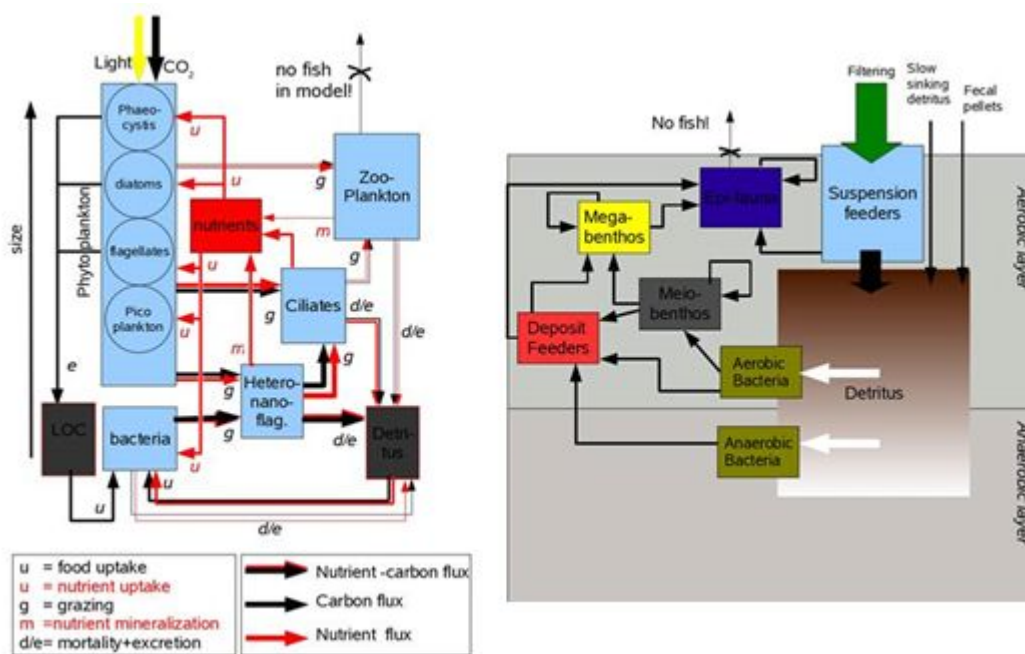 Light
CO2
no fish
in model!
Phaeo-
cystis
u
m
diatoms
u
g
Zoo-
Plankton
size
Phytoplankton
nutrients
m
flagellates
u
g
Ciliates
g
d/e
Pico
plankton
u
d/e
e
m
g
g
Hetero-
nano-
flag.
LOC
bacteria
g
d/e
Detri-
tus
u
u
u
d/e
u = food uptake
u = nutrient uptake
g = grazing
m =nutrient mineralization
d/e= mortality+excretion
Nutrient -carbon flux
Carbon flux
Nutrient flux
Filtering
Slow
sinking
detritus
Fecal
pellets
No fish!
Epi-fauna
Suspension
feeders
Aerobic layer
Mega-
benthos
Meio-
benthos
Deposit
Feeders
Aerobic
Bacteria
Detritus
Anaerobic
Bacteria
Anaerobic layer